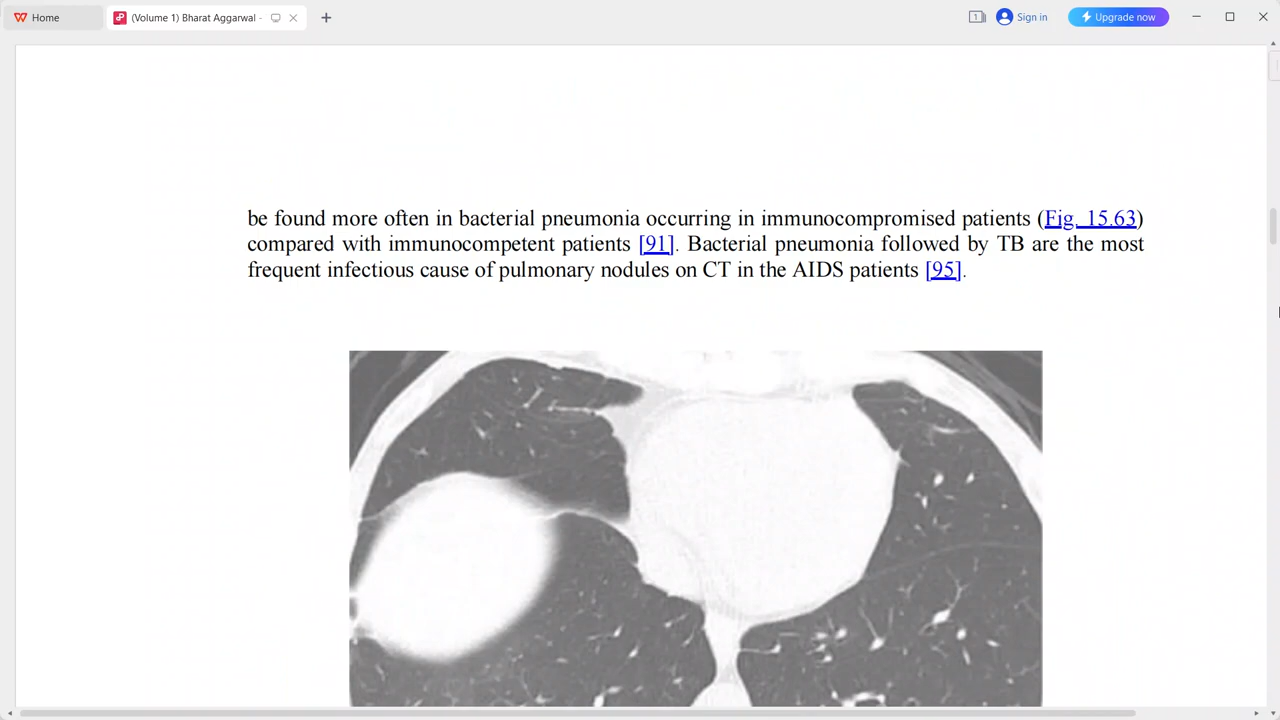 Home
(Volume 1) Bharat Aggarwal -
1
Sign in
Upgrade now
be found more often in bacterial pneumonia occurring in immunocompromised patients (Fig. 15.63)
compared with immunocompetent patients [91]. Bacterial pneumonia followed by TB are the most
frequent infectious cause of pulmonary nodules on CT in the AIDS patients [95].